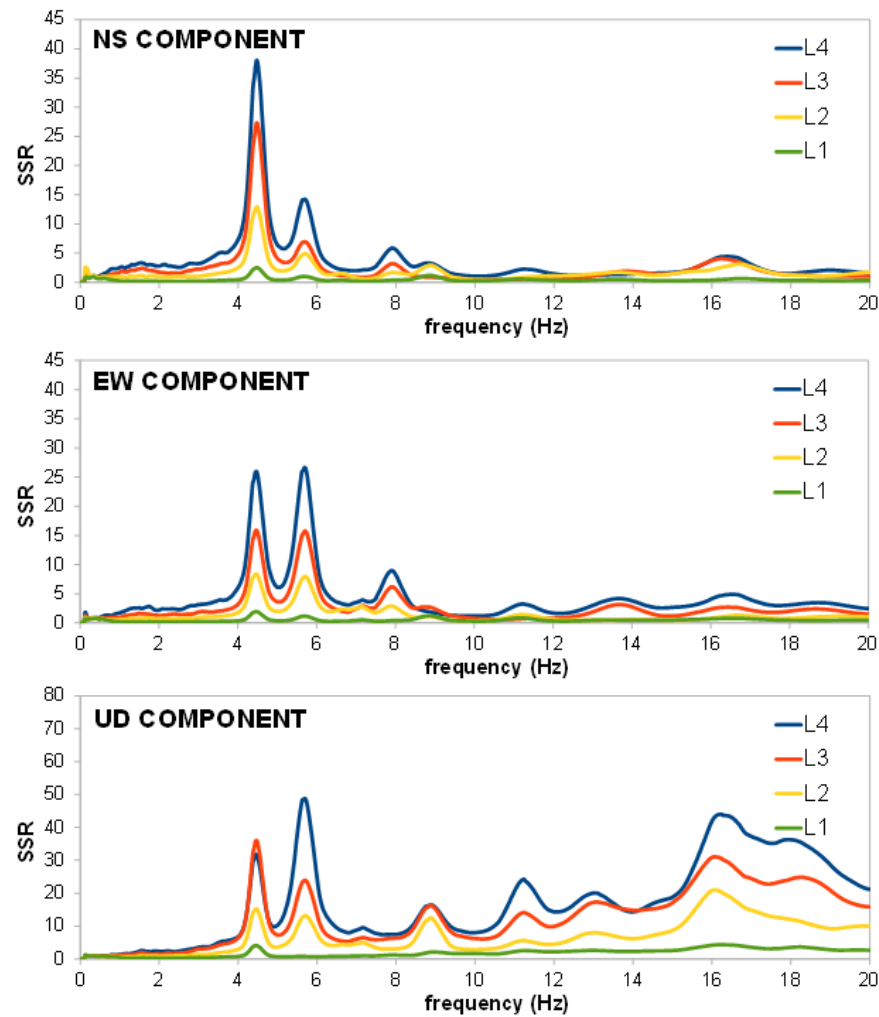 NS COMPONENT
45
40
35
30
25
20
15
10
5
0
SSR
L4
L3
L2
L1
0 2 4 6 8 10 12 14 16 18 20
frequency (Hz)
EW COMPONENT
45
40
35
30
25
20
15
10
5
0
SSR
L4
L3
L2
L1
0 2 4 6 8 10 12 14 16 18 20
frequency (Hz)
UD COMPONENT
80
70
60
50
40
30
20
10
0
SSR
L4
L3
L2
L1
0 2 4 6 8 10 12 14 16 18 20
frequency (Hz)